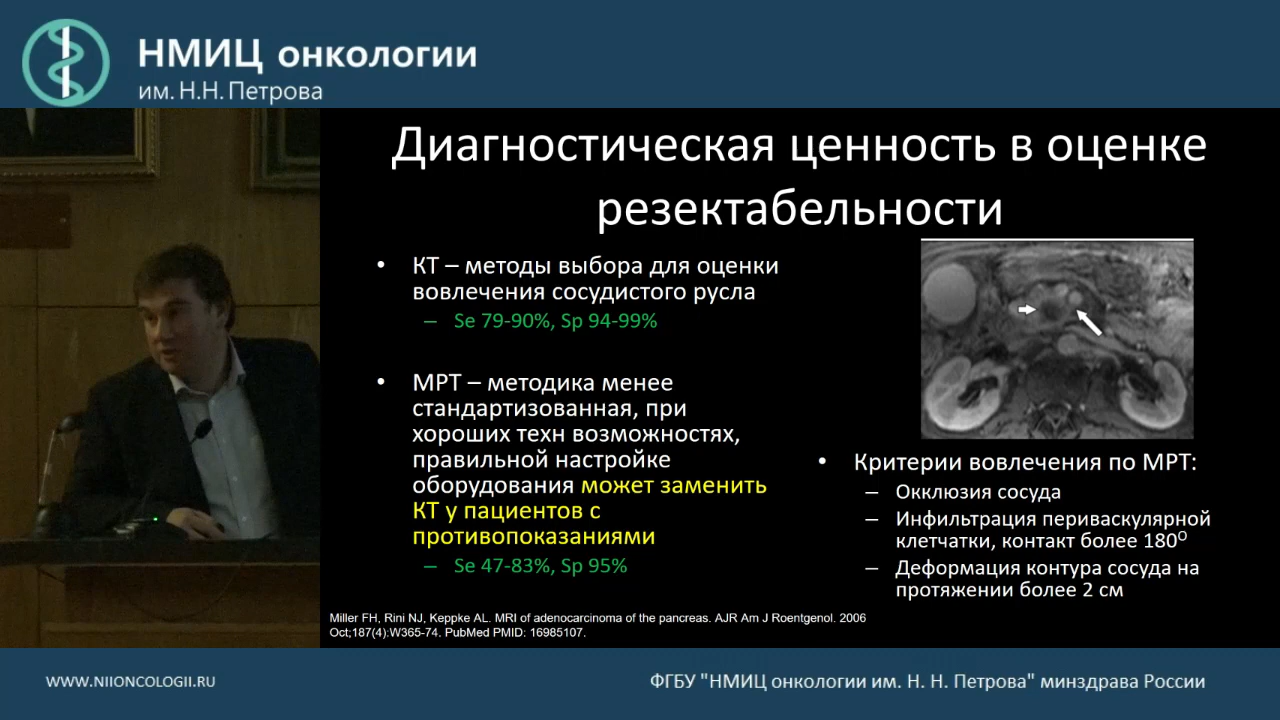 НМИЦ онкологии
им. Н.Н. Петрова
Диагностическая ценность в оценке
резектабельности
• КТ – методы выбора для оценки
вовлечения сосудистого русла
– Se 79-90%, Sp 94-99%
• МРТ – методика менее
стандартизованная, при
хороших техн возможностях,
правильной настройке
оборудования может заменить
КТ у пациентов с
противопоказаниями
– Se 47-83%, Sp 95%
• Критерии вовлечения по МРТ:
– Окклюзия сосуда
– Инфильтрация периваскулярной
клетчатки, контакт более 180О
– Деформация контура сосуда на
протяжении более 2 см
Miller FH, Rini NJ, Keppke AL. MRI of adenocarcinoma of the pancreas. AJR Am J Roentgenol. 2006
Oct;187(4):W365-74. PubMed PMID: 16985107.
WWW.NIIONCOLOGII.RU
ФГБУ "НМИЦ онкологии им. Н. Н. Петрова" минздрава России